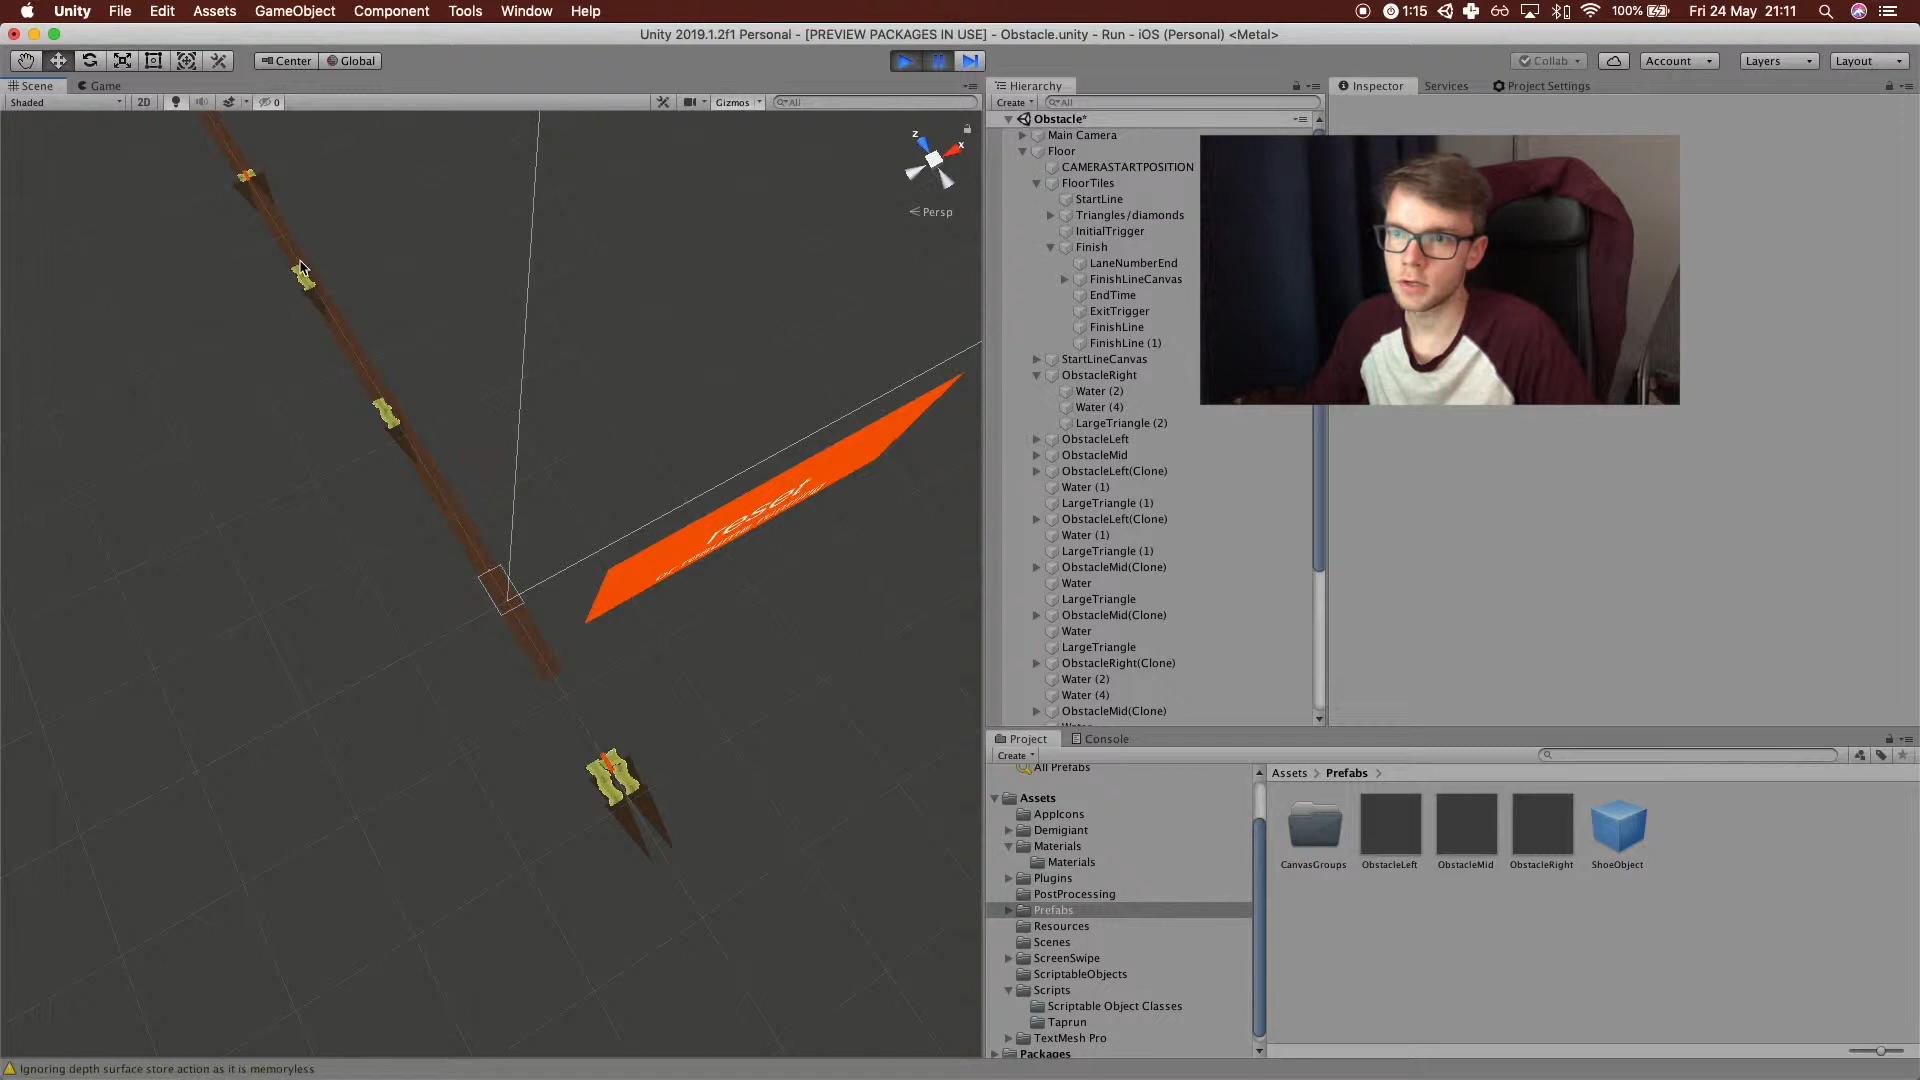 Unity File Edit Assets GameObject Component Tools Window Help 1:15 100% Fri 24 May 21:11
Unity 2019.1.2f1 Personal - [PREVIEW PACKAGES IN USE] - Obstacle.unity - Run - iOS (Personal) <Metal>
Center Global Collab Account Layers Layout
Scene Game Hierarchy Inspector Services Project Settings
Shaded 2D 0 Gizmos All Create All
Obstacle*
Main Camera
Floor
CAMERASTARTPOSITION
FloorTiles
StartLine
Triangles/diamonds
InitialTrigger
Finish
LaneNumberEnd
FinishLineCanvas
EndTime
ExitTrigger
FinishLine
FinishLine (1)
StartLineCanvas
ObstacleRight
Water (2)
Water (4)
LargeTriangle (2)
ObstacleLeft
ObstacleMid
ObstacleLeft(Clone)
Water (1)
LargeTriangle (1)
ObstacleLeft(Clone)
Water (1)
LargeTriangle (1)
ObstacleMid(Clone)
Water
LargeTriangle
ObstacleMid(Clone)
Water
LargeTriangle
ObstacleRight(Clone)
Water (2)
Water (4)
ObstacleMid(Clone)
z
x
Persp
reset
Project Console
Create
All Prefabs
Assets
AppIcons
Demigiant
Materials
Materials
Plugins
PostProcessing
Prefabs
Resources
Scenes
ScreenSwipe
ScriptableObjects
Scripts
Scriptable Object Classes
Taprun
TextMesh Pro
Packages
Assets > Prefabs >
CanvasGroups ObstacleLeft ObstacleMid ObstacleRight ShoeObject
Ignoring depth surface store action as it is memoryless